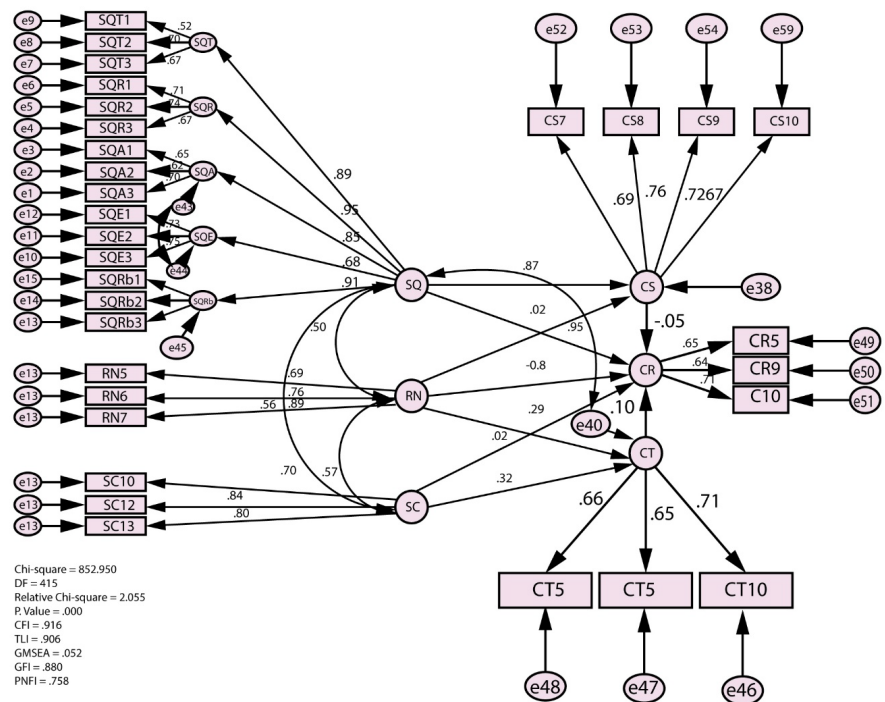 e9 SQT1
e8 SQT2
e7 SQT3
.52
.70
.67
SQT
e6 SQR1
e5 SQR2
e4 SQR3
.71
.74
.67
SQR
e3 SQA1
e2 SQA2
e1 SQA3
.65
.62
.70
SQA
e43
e12 SQE1
e11 SQE2
e10 SQE3
.73
.75
SQE
e44
e15 SQRb1
e14 SQRb2
e13 SQRb3
SQRb
e45
.89
.95
.85
.68
.91
SQ
e13 RN5
e13 RN6
e13 RN7
.69
.76
.56 .89
RN
e13 SC10
e13 SC12
e13 SC13
.84
.80
SC
.50
.70
.57
e52 e53 e54 e59
CS7 CS8 CS9 CS10
.69 .76 .7267
CS
e38
.87
.02
.95
-0.8
.29
.02
.32
-.05
.10
CR
.65
.64
.71
CR5 e49
CR9 e50
C10 e51
e40
CT
.66 .65 .71
CT5 CT5 CT10
e48 e47 e46
Chi-square = 852.950
DF = 415
Relative Chi-square = 2.055
P. Value = .000
CFI = .916
TLI = .906
GMSEA = .052
GFI = .880
PNFI = .758